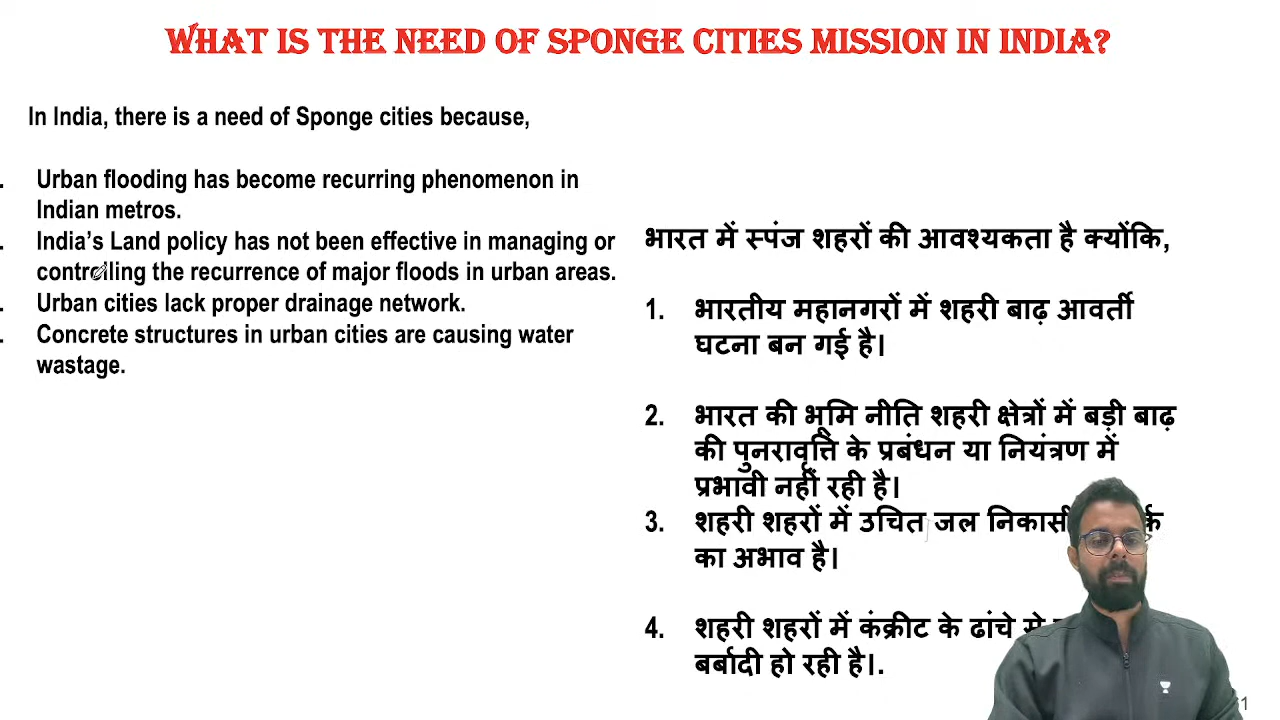 WHAT IS THE NEED OF SPONGE CITIES MISSION IN INDIA?
In India, there is a need of Sponge cities because,
. Urban flooding has become recurring phenomenon in
Indian metros.
. India’s Land policy has not been effective in managing or
controlling the recurrence of major floods in urban areas.
. Urban cities lack proper drainage network.
. Concrete structures in urban cities are causing water
wastage.
भारत में स्पंज शहरों की आवश्यकता है क्योंकि,
1. भारतीय महानगरों में शहरी बाढ़ आवर्ती
घटना बन गई है।
2. भारत की भूमि नीति शहरी क्षेत्रों में बड़ी बाढ़
की पुनरावृत्ति के प्रबंधन या नियंत्रण में
प्रभावी नहीं रही है।
3. शहरी शहरों में उचित जल निकासी
का अभाव है।
4. शहरी शहरों में कंक्रीट के ढांचे से
बर्बादी हो रही है।.